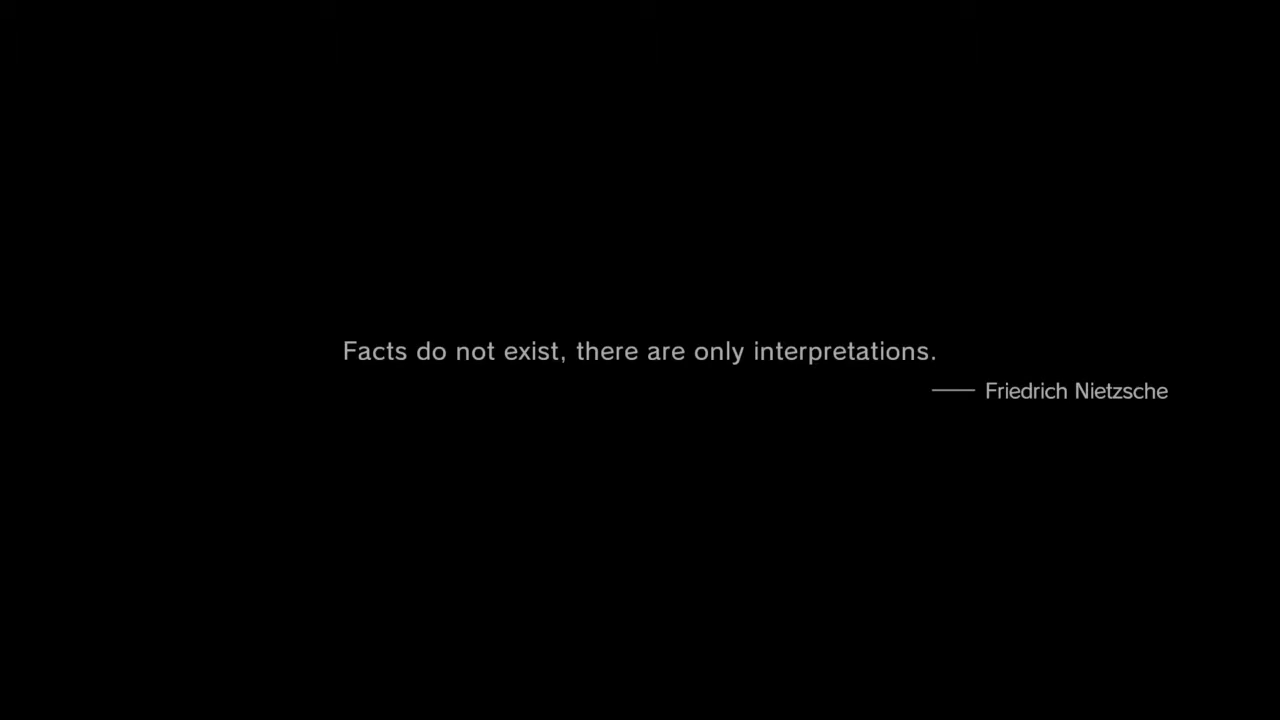 Facts do not exist, there are only interpretations.
—— Friedrich Nietzsche